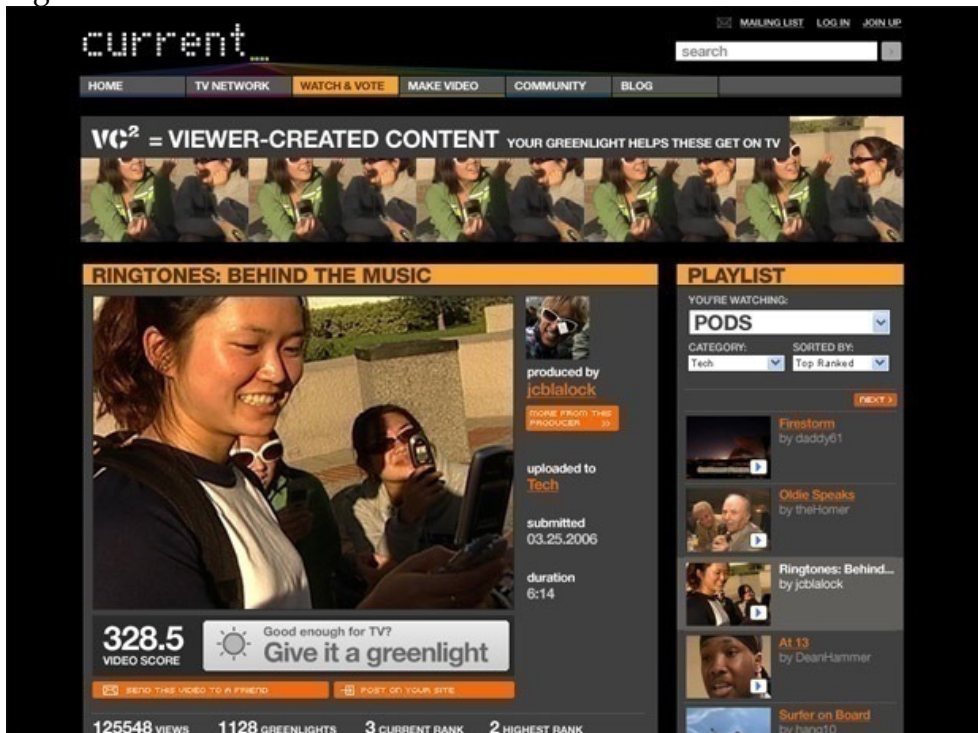 current_
MAILING LIST LOG IN JOIN UP
search
HOME TV NETWORK WATCH & VOTE MAKE VIDEO COMMUNITY BLOG
VC² = VIEWER-CREATED CONTENT YOUR GREENLIGHT HELPS THESE GET ON TV
RINGTONES: BEHIND THE MUSIC
produced by
jcblalock
MORE FROM THIS
PRODUCER >>
uploaded to
Tech
submitted
03.25.2006
duration
6:14
328.5
VIDEO SCORE
Good enough for TV?
Give it a greenlight
SEND THIS VIDEO TO A FRIEND
POST ON YOUR SITE
125548 VIEWS 1128 GREENLIGHTS 3 CURRENT RANK 2 HIGHEST RANK
PLAYLIST
YOU'RE WATCHING:
PODS
CATEGORY: SORTED BY:
Tech Top Ranked
NEXT >
Firestorm
by daddy61
Oldie Speaks
by theHomer
Ringtones: Behind...
by jcblalock
At 13
by DeanHammer
Surfer on Board
by hang10